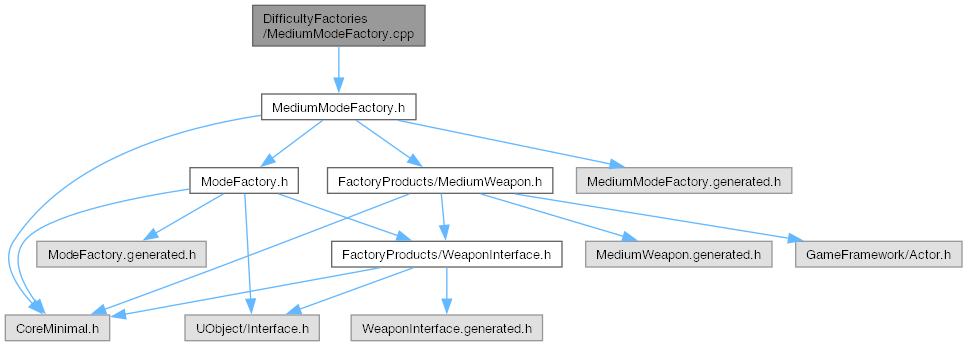 DifficultyFactories
/MediumModeFactory.cpp
MediumModeFactory.h
ModeFactory.h
FactoryProducts/MediumWeapon.h
MediumModeFactory.generated.h
ModeFactory.generated.h
FactoryProducts/WeaponInterface.h
MediumWeapon.generated.h
GameFramework/Actor.h
CoreMinimal.h
UObject/Interface.h
WeaponInterface.generated.h